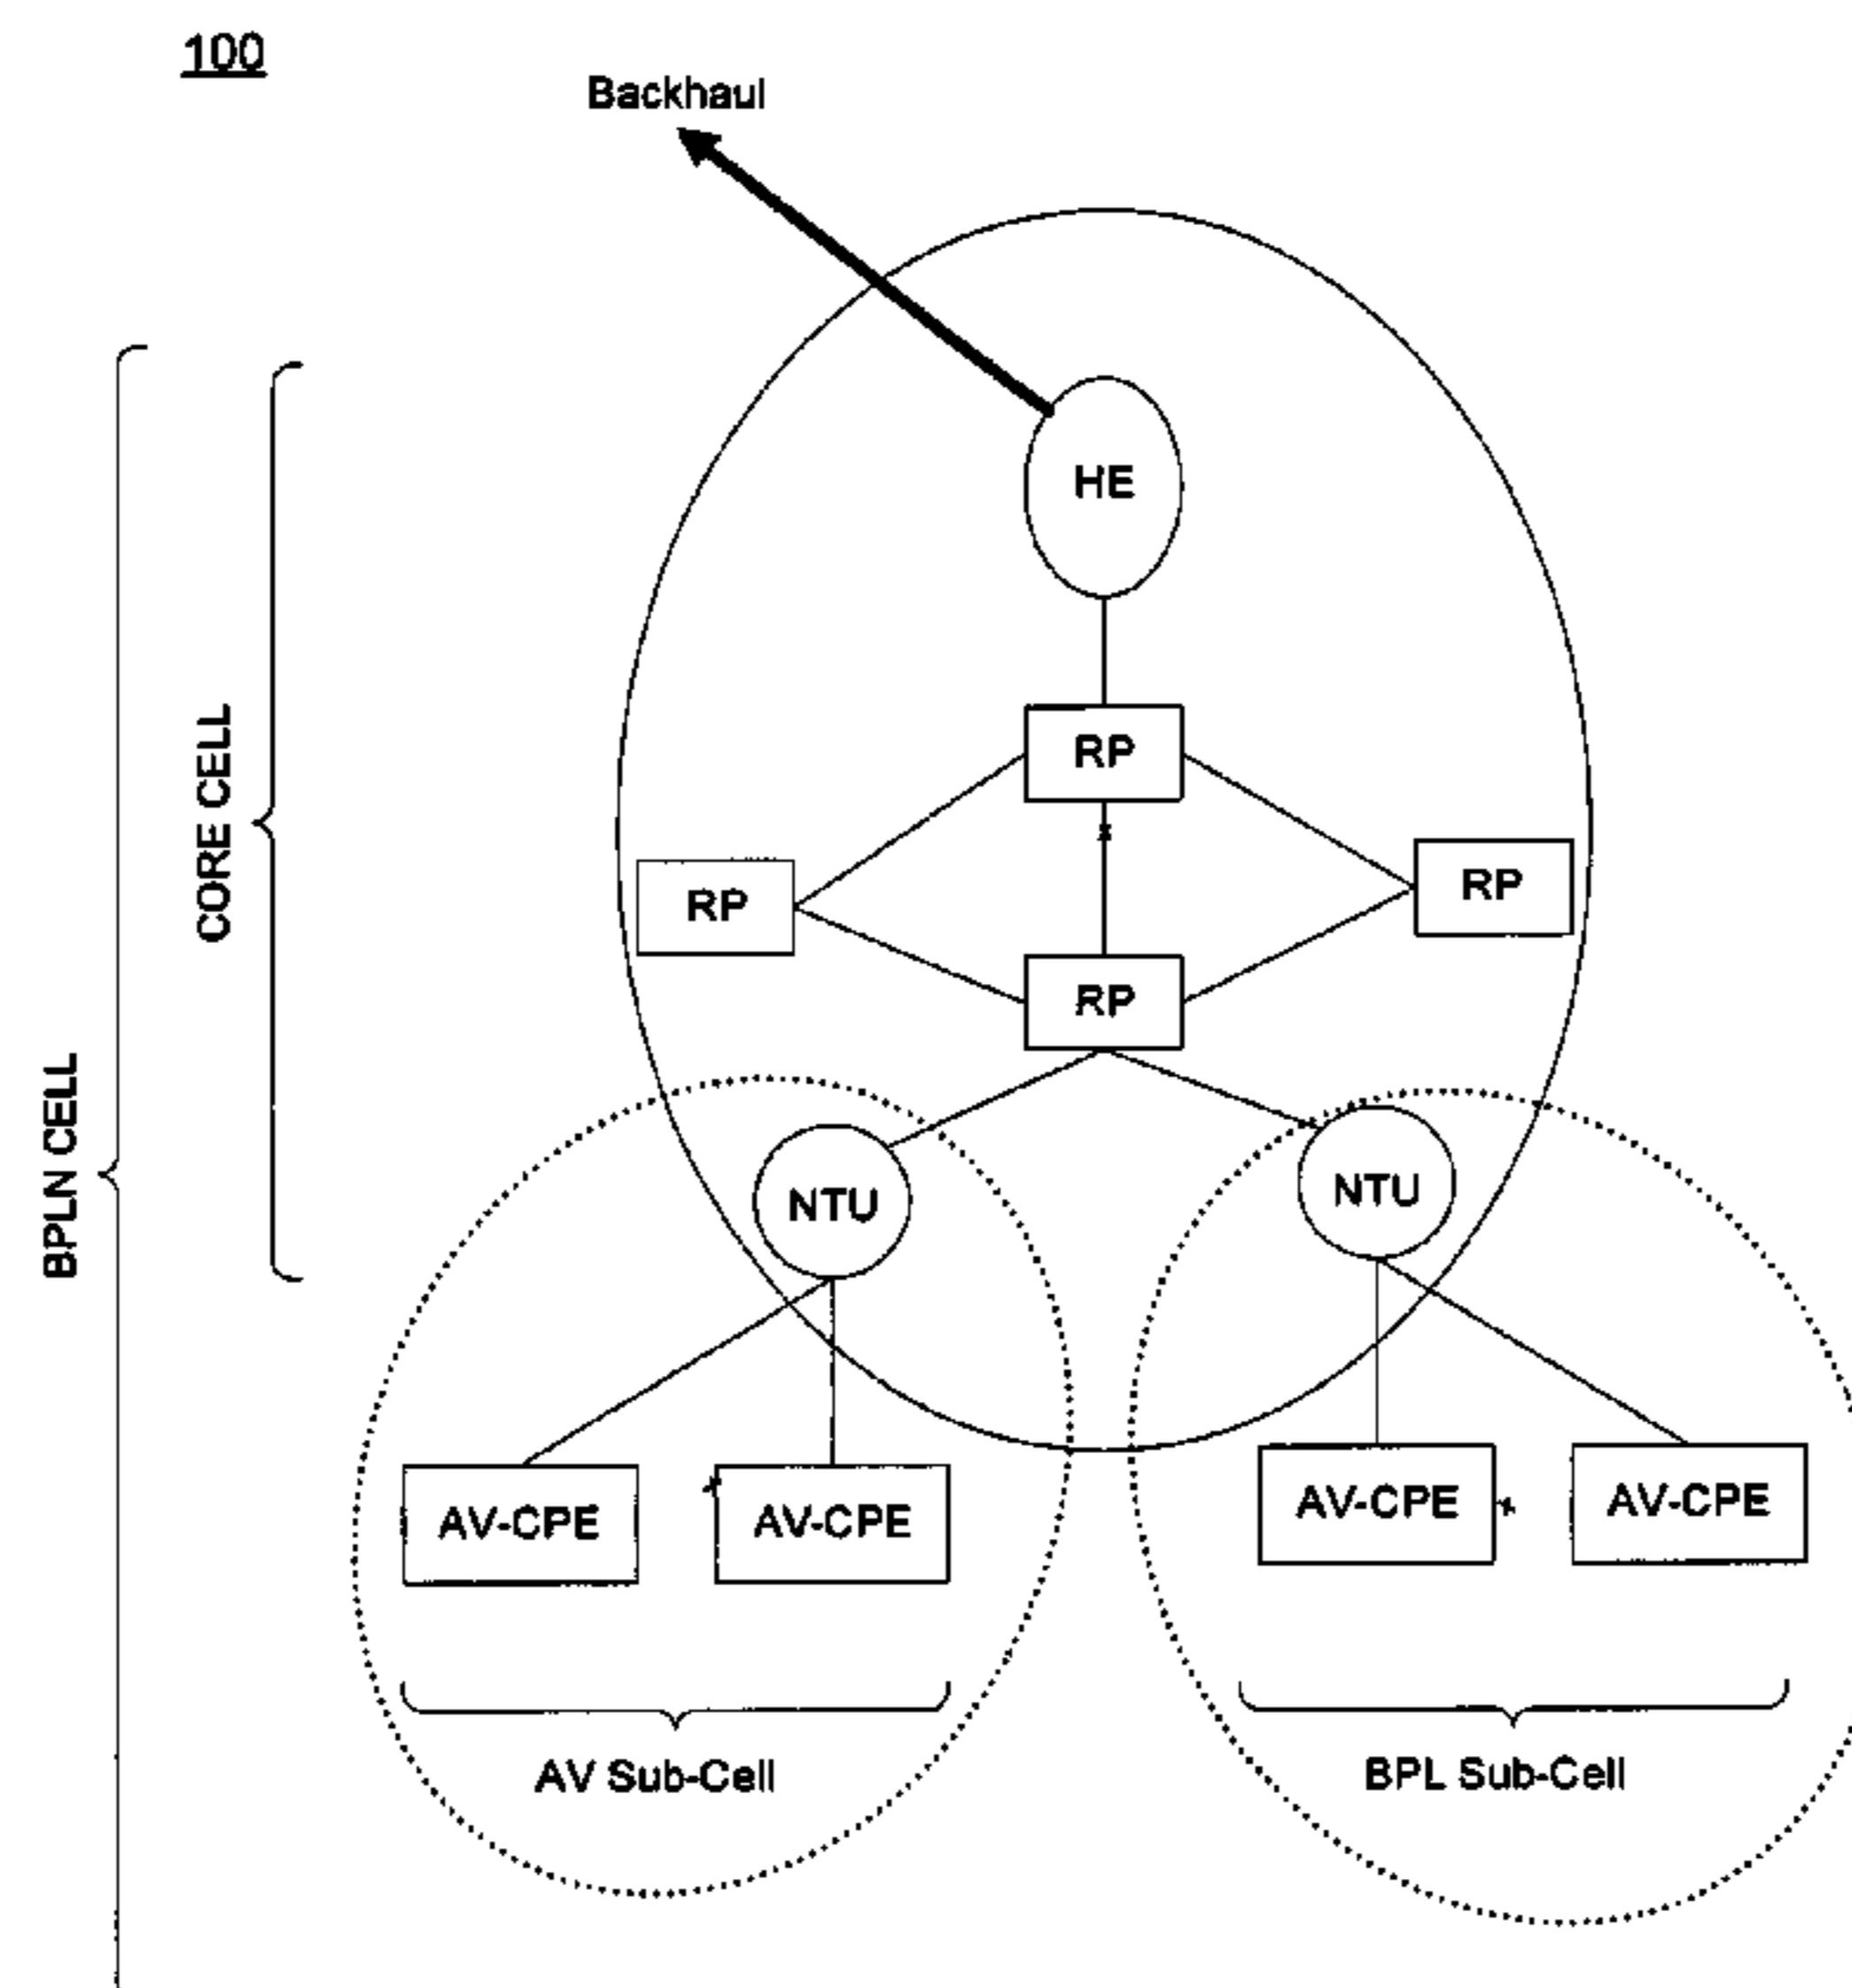 100
Backhaul
HE
RP
CORE CELL
RP
RP
RP
BPLN CELL
NTU
NTU
AV-CPE
AV-CPE
AV-CPE
AV-CPE
AV Sub-Cell
BPL Sub-Cell